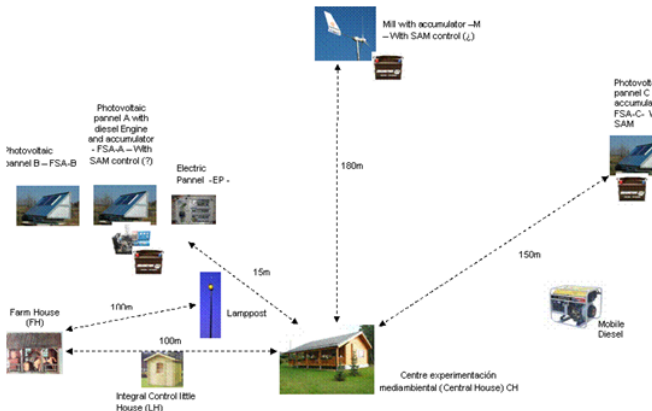 Mill with accumulator –M
– With SAM control (¿)
Photovoltaic
pannel A with
diesel Engine
and accumulator
- FSA-A – With
SAM control (?)
Photovoltaic
pannel B – FSA-B
Electric
Pannel -EP -
Photovoltaic
pannel C
accumulat
FSA-C- W
SAM
180m
150m
15m
100m
Lamppost
Farm House
(FH)
100m
Mobile
Diesel
Integral Control little
House (LH)
Centre experimentación
mediambiental (Central House) CH